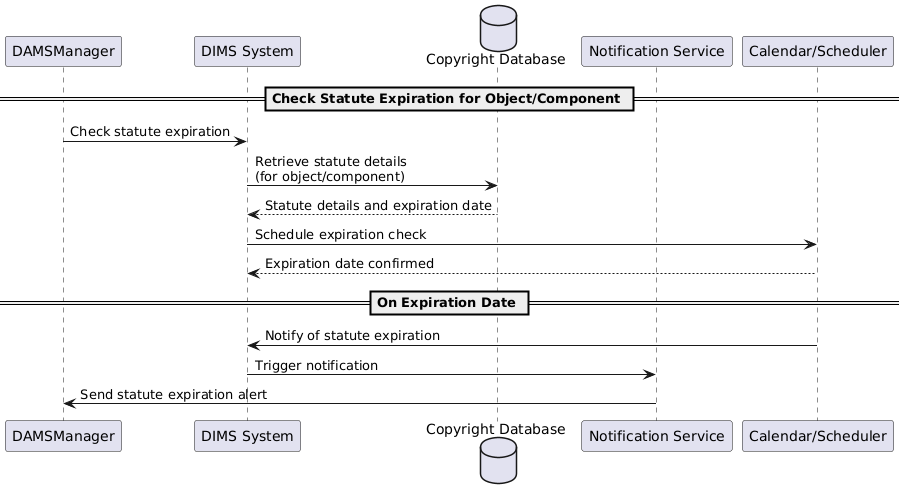 DAMSManager
DIMS System
Copyright Database
Notification Service
Calendar/Scheduler
Check Statute Expiration for Object/Component
Check statute expiration
Retrieve statute details
(for object/component)
Statute details and expiration date
Schedule expiration check
Expiration date confirmed
On Expiration Date
Notify of statute expiration
Trigger notification
Send statute expiration alert
DAMSManager
DIMS System
Copyright Database
Notification Service
Calendar/Scheduler